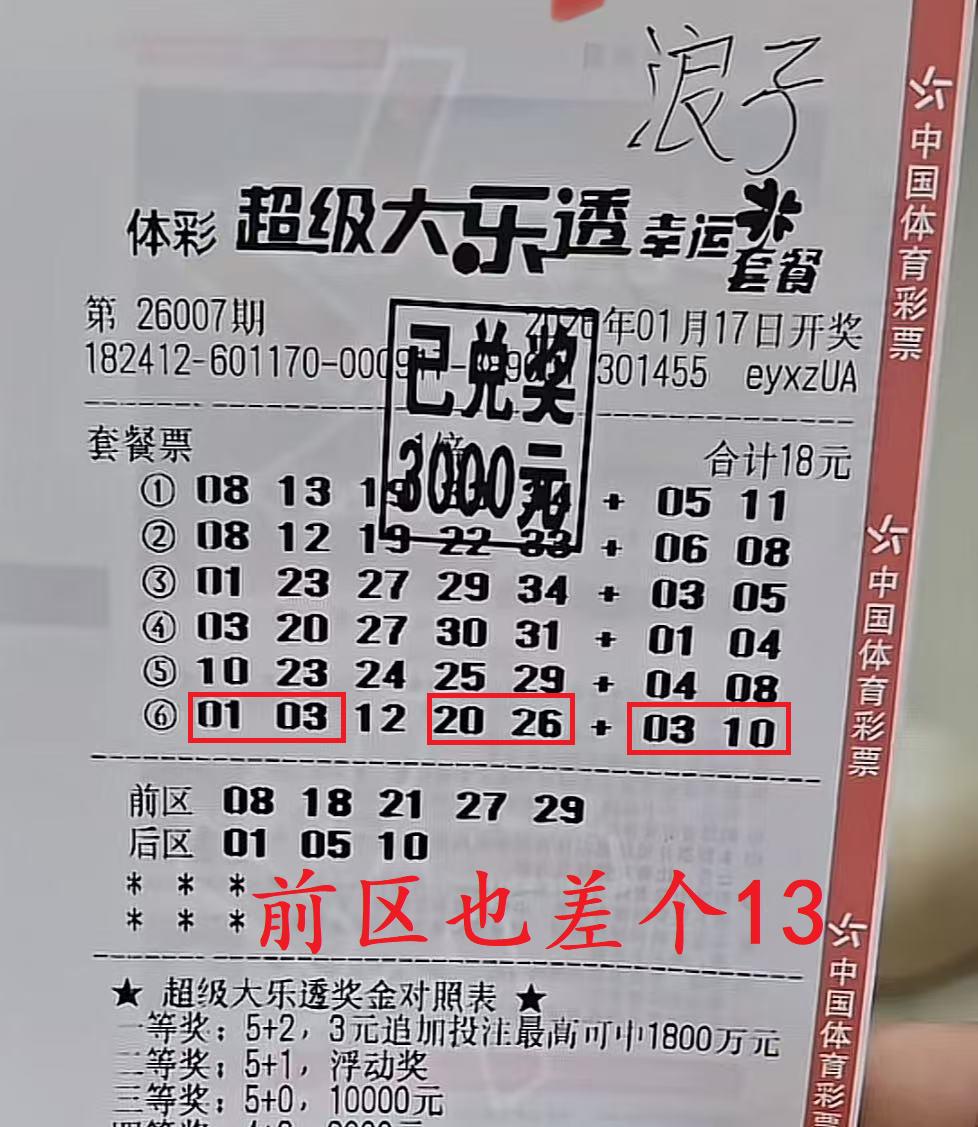 浪子
体彩 超级大乐透 幸运套餐
第 26007期 2026年01月17日开奖
182412-601170-000 301455 eyxzUA
已兑奖
3000元
套餐票 合计18元
① 08 13 19 34 + 05 11
② 08 12 19 22 33 + 06 08
③ 01 23 27 29 34 + 03 05
④ 03 20 27 30 31 + 01 04
⑤ 10 23 24 25 29 + 04 08
⑥ 01 03 12 20 26 + 03 10
前区 08 18 21 27 29
后区 01 05 10
* * *
* * *
前区也差个13
★ 超级大乐透奖金对照表 ★
一等奖: 5+2, 3元追加投注最高可中1800万元
二等奖: 5+1, 浮动奖
三等奖: 5+0, 10000元
中国体育彩票
中国体育彩票
中国体育彩票